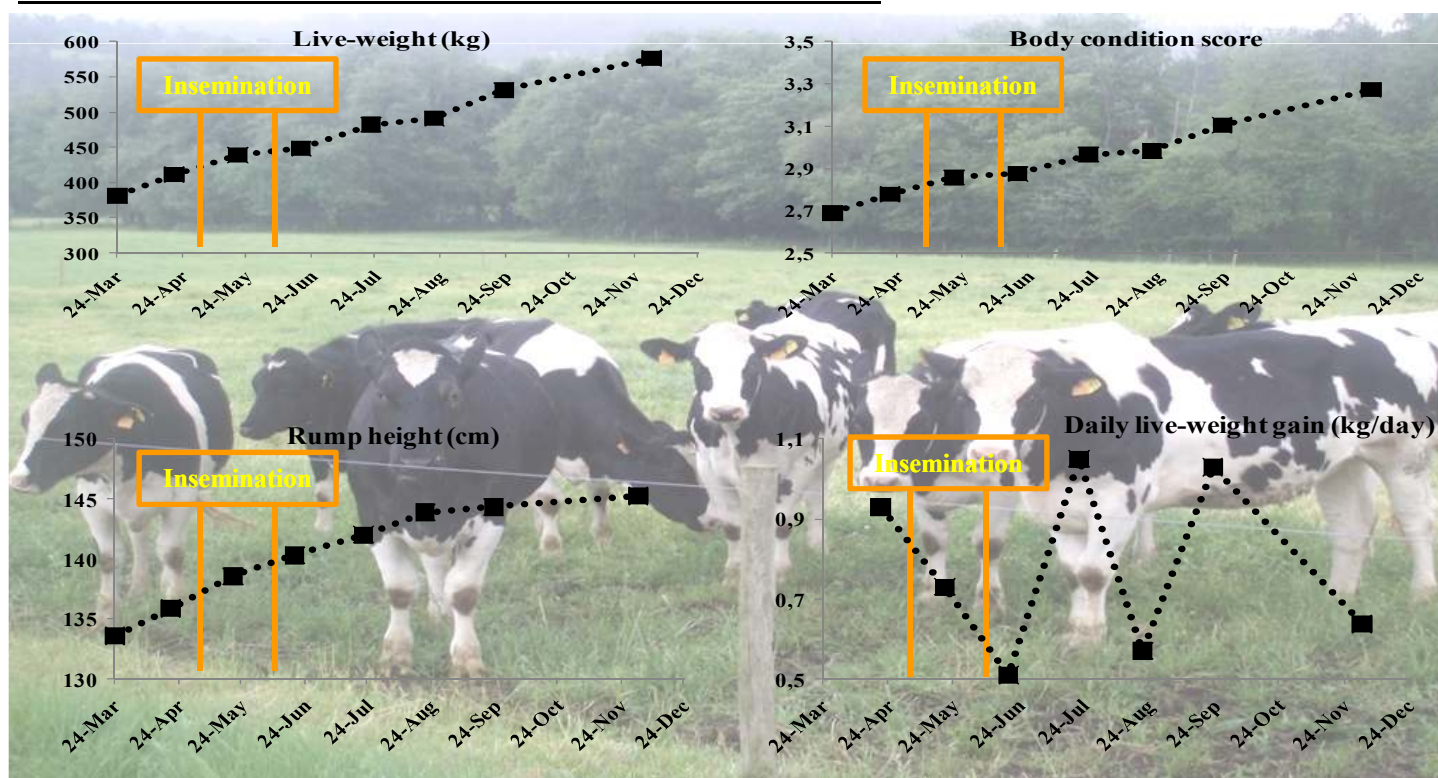 Live-weight (kg)
600
550
500
450
400
350
300
Insemination
24-Mar
24-Apr
24-May
24-Jun
24-Jul
24-Aug
24-Sep
24-Oct
24-Nov
24-Dec
Body condition score
3,5
3,3
3,1
2,9
2,7
2,5
Insemination
24-Mar
24-Apr
24-May
24-Jun
24-Jul
24-Aug
24-Sep
24-Oct
24-Nov
24-Dec
Rump height (cm)
150
145
140
135
130
Insemination
24-Mar
24-Apr
24-May
24-Jun
24-Jul
24-Aug
24-Sep
24-Oct
24-Nov
24-Dec
Daily live-weight gain (kg/day)
1,1
0,9
0,7
0,5
Insemination
24-Mar
24-Apr
24-May
24-Jun
24-Jul
24-Aug
24-Sep
24-Oct
24-Nov
24-Dec